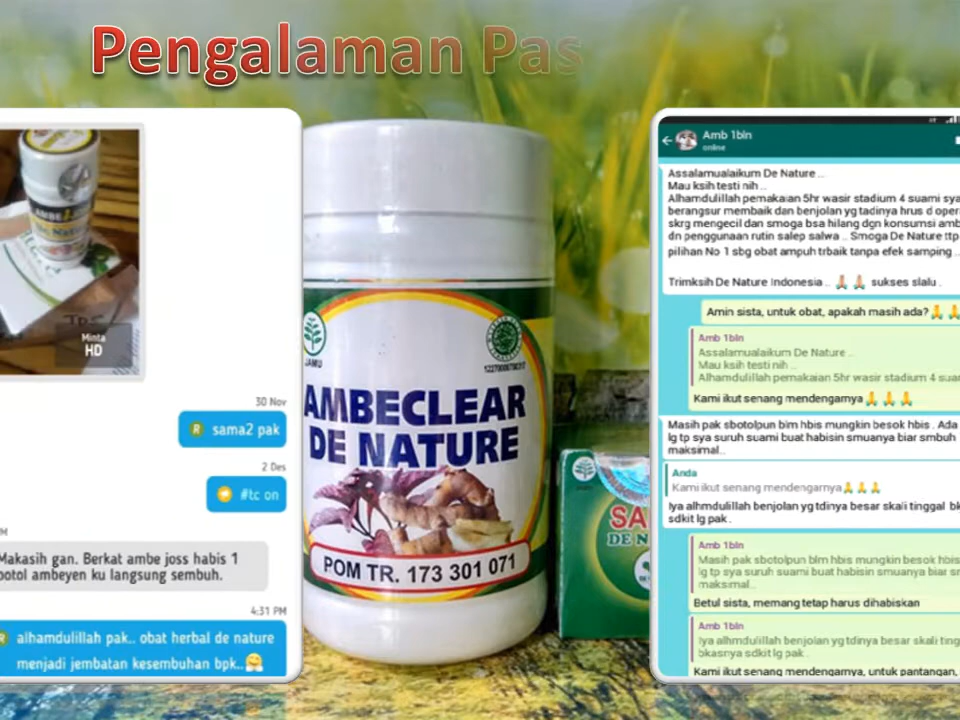 Pengalaman Pas
Minta
HD
30 Nov
R sama2 pak
2 Des
#tc on
Makasih gan. Berkat ambe joss habis 1
botol ambeyen ku langsung sembuh.
4:31 PM
alhamdulillah pak.. obat herbal de nature
menjadi jembatan kesembuhan bpk..🤗
JAMU
AMBECLEAR
DE NATURE
POM TR. 173 301 071
SA
DE N
Amb 1bln
online
Assalamualaikum De Nature ...
Mau ksih testi nih ...
Alhamdulillah pemakaian 5hr wasir stadium 4 suami sya
berangsur membaik dan benjolan yg tadinya hrus d opera
skrg mengecil dan smoga bsa hilang dgn konsumsi amb
dn penggunaan rutin salep salwa .. Smoga De Nature ttp
pilihan No 1 sbg obat ampuh trbaik tanpa efek samping ..
Trimksih De Nature Indonesia .. 🙏 🙏 sukses slalu .
Amin sista, untuk obat, apakah masih ada?🙏🙏
Amb 1bln
Assalamualaikum De Nature ...
Mau ksih testi nih ...
Alhamdulillah pemakaian 5hr wasir stadium 4 suam
Kami ikut senang mendengarnya🙏🙏🙏
Masih pak sbotolpun blm hbis mungkin besok hbis . Ada
lg tp sya suruh suami buat habisin smuanya biar smbuh
maksimal..
Anda
Kami ikut senang mendengarnya🙏🙏🙏
Iya alhmdulillah benjolan yg tdinya besar skali tinggal bk
sdkit lg pak .
Amb 1bln
Masih pak sbotolpun blm hbis mungkin besok hbis
lg tp sya suruh suami buat habisin smuanya biar sm
maksimal..
Betul sista, memang tetap harus dihabiskan
Amb 1bln
Iya alhmdulillah benjolan yg tdinya besar skali ting
bkasnya sdkit lg pak .
Kami ikut senang mendengarnya, untuk pantangan,